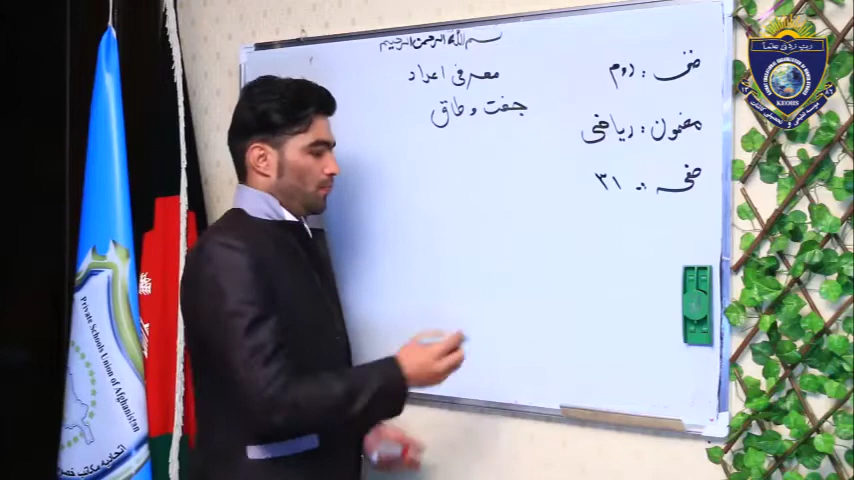 بسم الله الرحمن الرحیم
معرفی اعداد
جفت و طاق
صنف : دوم
مضمون : ریاضی
صفحه : ۳۱
KEORS
Private Schools Union of Afghanistan